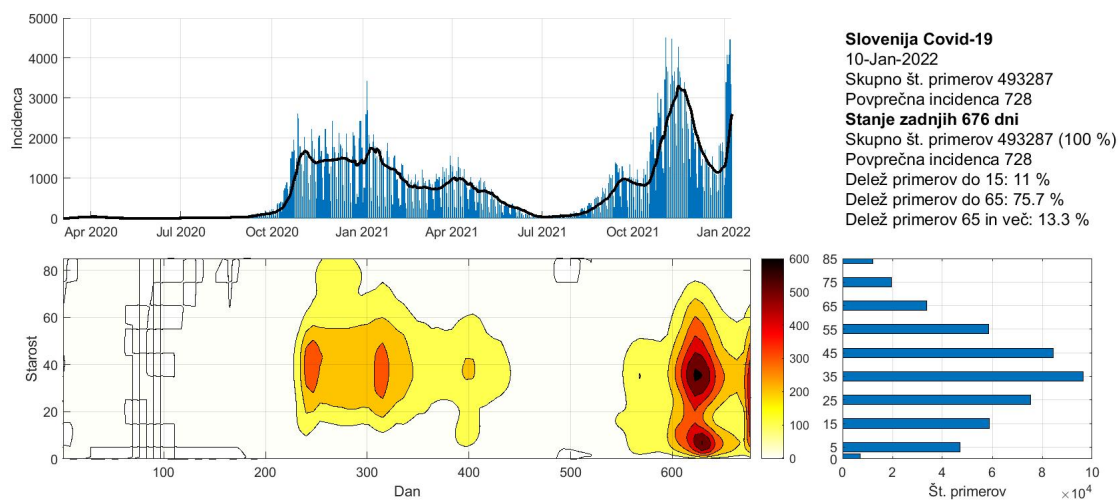 5000
4000
3000
2000
1000
0
Incidenca
Apr 2020
Jul 2020
Oct 2020
Jan 2021
Apr 2021
Jul 2021
Oct 2021
Jan 2022
Slovenija Covid-19
10-Jan-2022
Skupno št. primerov 493287
Povprečna incidenca 728
Stanje zadnjih 676 dni
Skupno št. primerov 493287 (100 %)
Povprečna incidenca 728
Delež primerov do 15: 11 %
Delež primerov do 65: 75.7 %
Delež primerov 65 in več: 13.3 %
80
60
40
20
0
Starost
100
200
300
400
500
600
Dan
600
500
400
300
200
100
0
85
75
65
55
45
35
25
15
5
0
0
2
4
6
8
10
Št. primerov
×10⁴